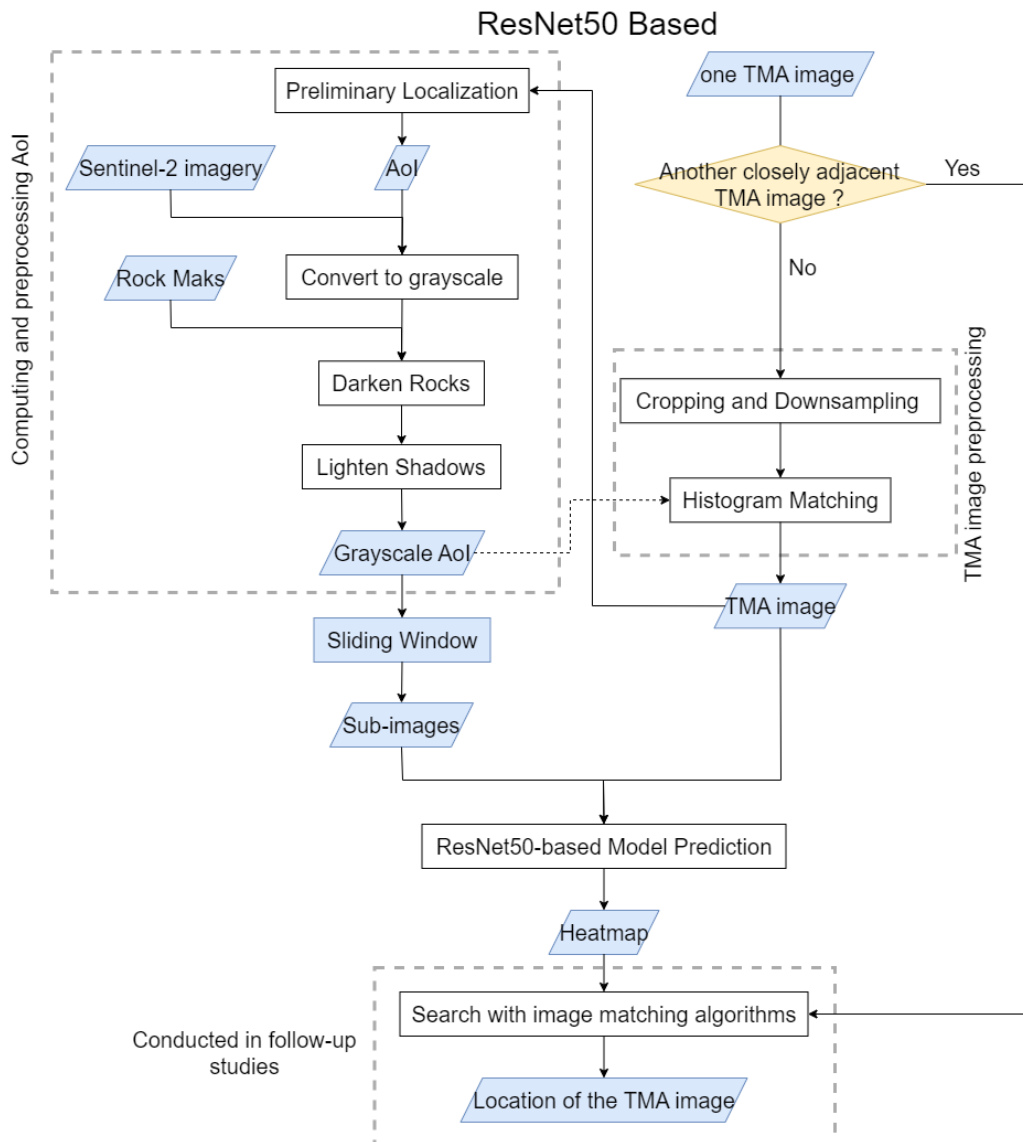 ResNet50 Based
Computing and preprocessing AoI
Preliminary Localization
Sentinel-2 imagery
AoI
Convert to grayscale
Rock Maks
Darken Rocks
Lighten Shadows
Grayscale AoI
Sliding Window
Sub-images
one TMA image
Another closely adjacent
TMA image ?
Yes
No
TMA image preprocessing
Cropping and Downsampling
Histogram Matching
TMA image
ResNet50-based Model Prediction
Heatmap
Conducted in follow-up
studies
Search with image matching algorithms
Location of the TMA image